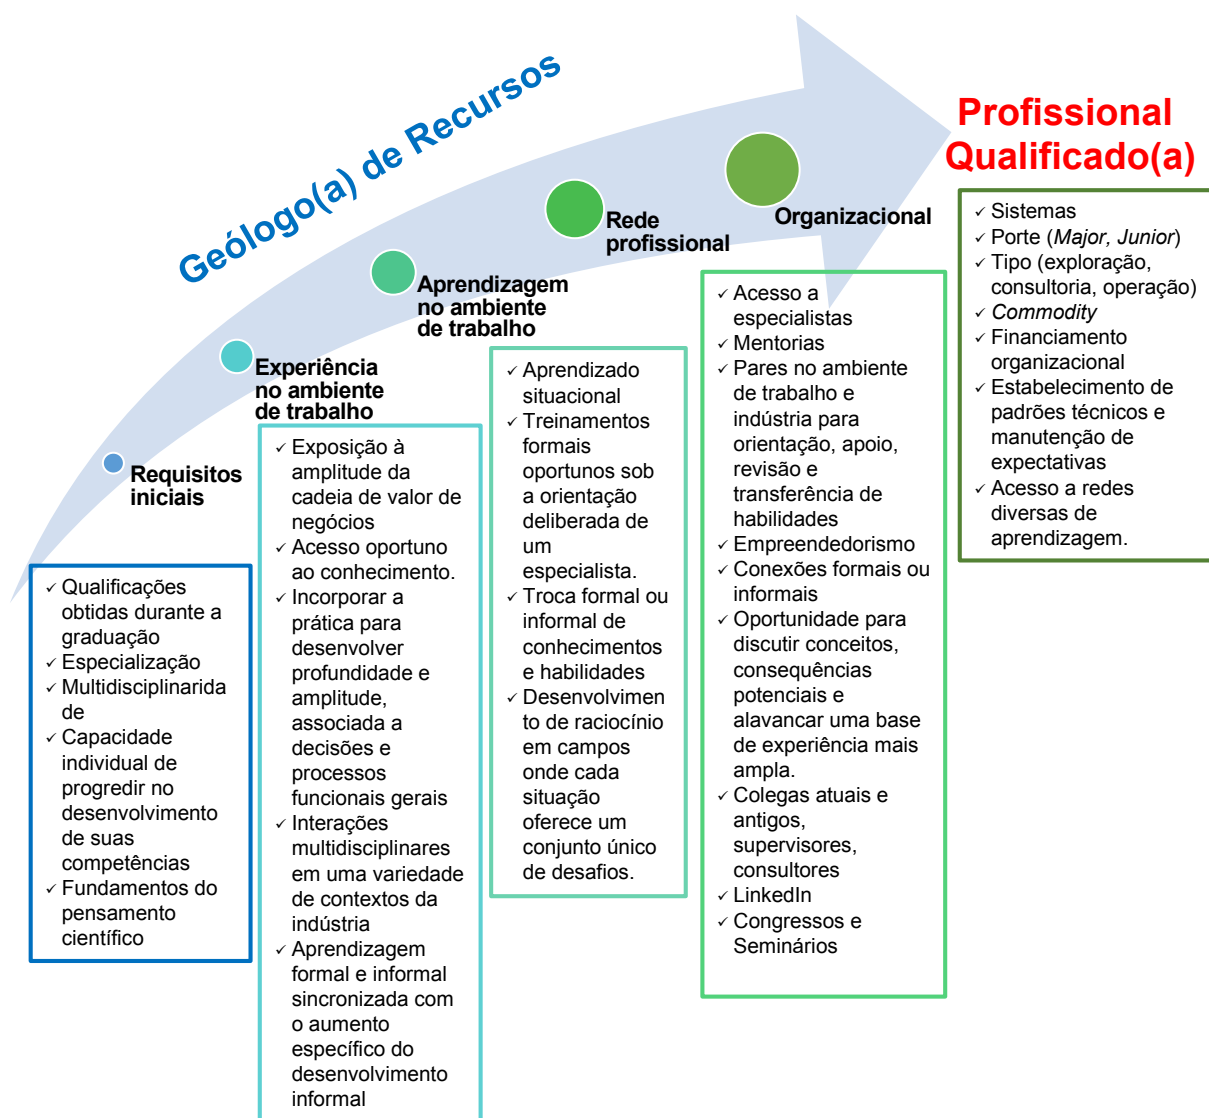 Geólogo(a) de Recursos
Profissional
Qualificado(a)
Requisitos
iniciais
✓ Qualificações
obtidas durante a
graduação
✓ Especialização
✓ Multidisciplinarida
de
✓ Capacidade
individual de
progredir no
desenvolvimento
de suas
competências
✓ Fundamentos do
pensamento
científico
Experiência
no ambiente
de trabalho
✓ Exposição à
amplitude da
cadeia de valor de
negócios
✓ Acesso oportuno
ao conhecimento.
✓ Incorporar a
prática para
desenvolver
profundidade e
amplitude,
associada a
decisões e
processos
funcionais gerais
✓ Interações
multidisciplinares
em uma variedade
de contextos da
indústria
✓ Aprendizagem
formal e informal
sincronizada com
o aumento
específico do
desenvolvimento
informal
Aprendizagem
no ambiente
de trabalho
✓ Aprendizado
situacional
✓ Treinamentos
formais
oportunos sob
a orientação
deliberada de
um
especialista.
✓ Troca formal ou
informal de
conhecimentos
e habilidades
✓ Desenvolvimen
to de raciocínio
em campos
onde cada
situação
oferece um
conjunto único
de desafios.
Rede
profissional
✓ Acesso a
especialistas
✓ Mentorias
✓ Pares no ambiente
de trabalho e
indústria para
orientação, apoio,
revisão e
transferência de
habilidades
✓ Empreendedorismo
✓ Conexões formais ou
informais
✓ Oportunidade para
discutir conceitos,
consequências
potenciais e
alavancar uma base
de experiência mais
ampla.
✓ Colegas atuais e
antigos,
supervisores,
consultores
✓ LinkedIn
✓ Congressos e
Seminários
Organizacional
✓ Sistemas
✓ Porte (Major, Junior)
✓ Tipo (exploração,
consultoria, operação)
✓ Commodity
✓ Financiamento
organizacional
✓ Estabelecimento de
padrões técnicos e
manutenção de
expectativas
✓ Acesso a redes
diversas de
aprendizagem.